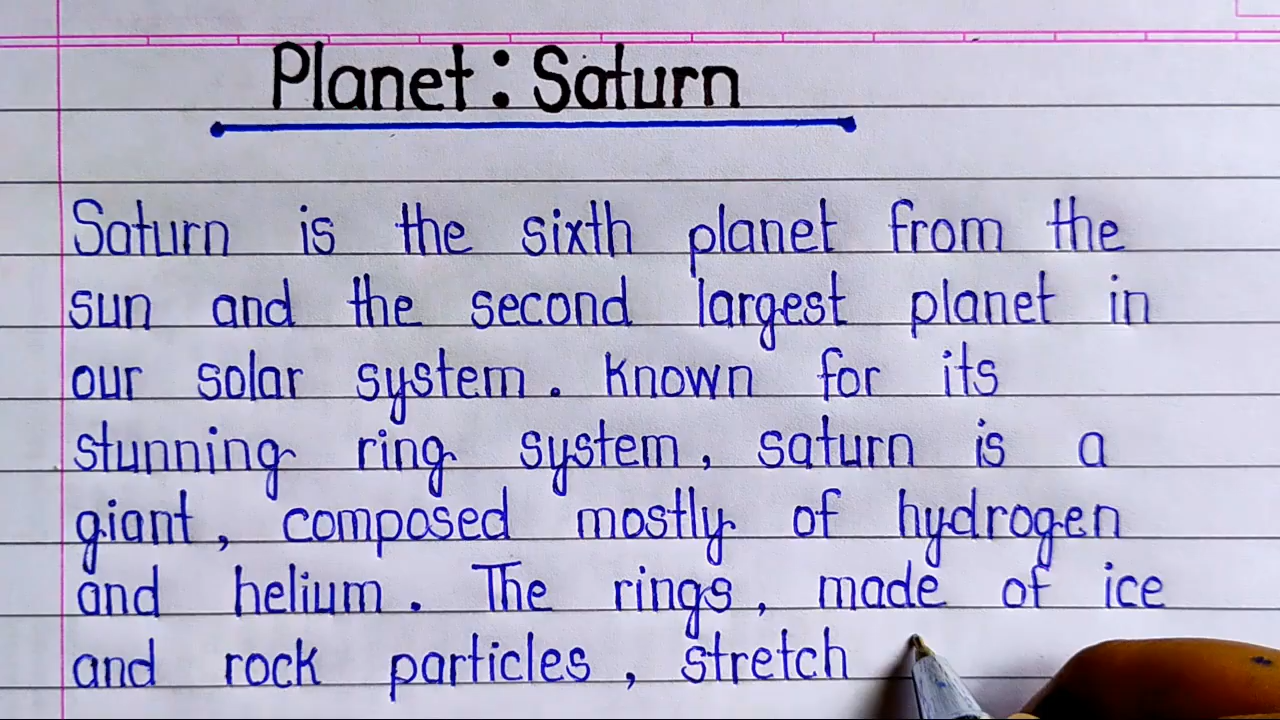 Planet: Saturn
Saturn is the sixth planet from the
sun and the second largest planet in
our solar system. Known for its
stunning ring system, saturn is a
giant, composed mostly of hydrogen
and helium. The rings, made of ice
and rock particles, stretch